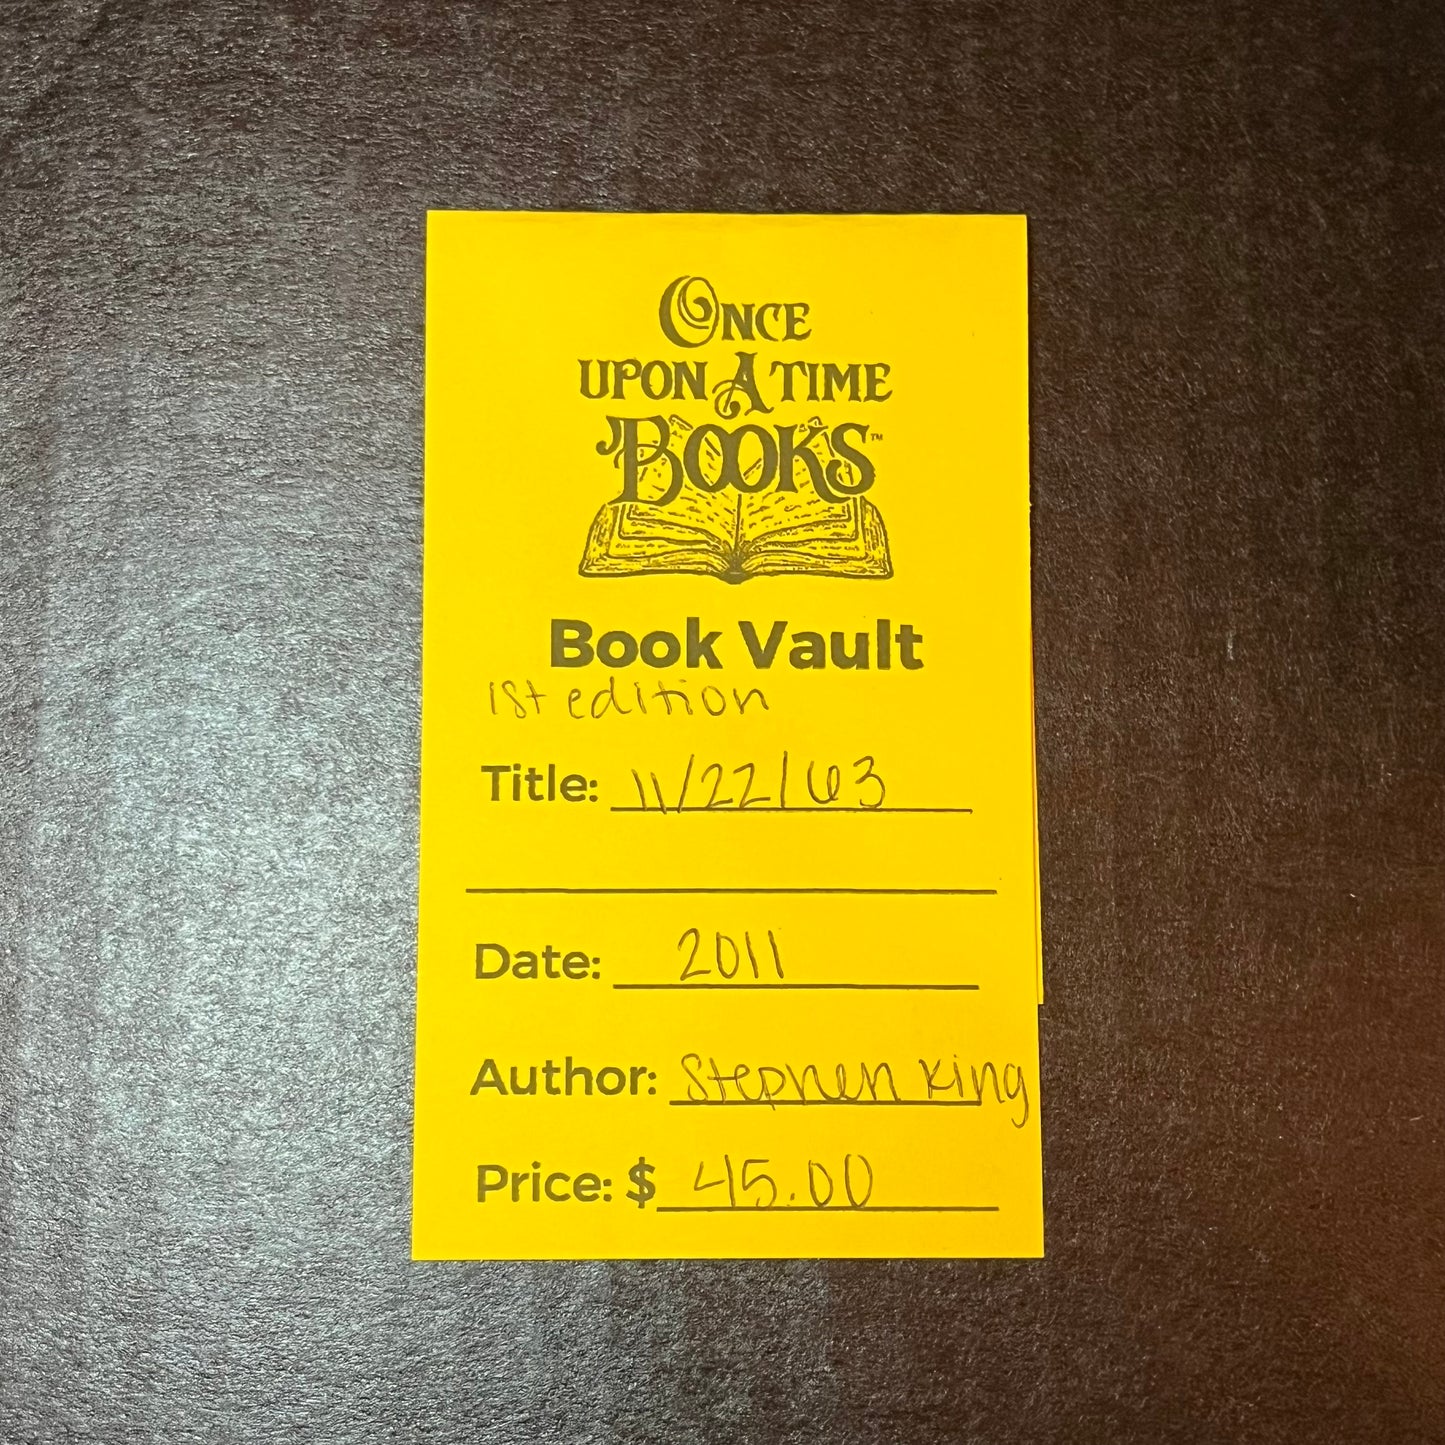 ONCE
UPON A TIME
BOOKS™
Book Vault
1st edition
Title: 11/22/63
Date: 2011
Author: Stephen King
Price: $ 45.00